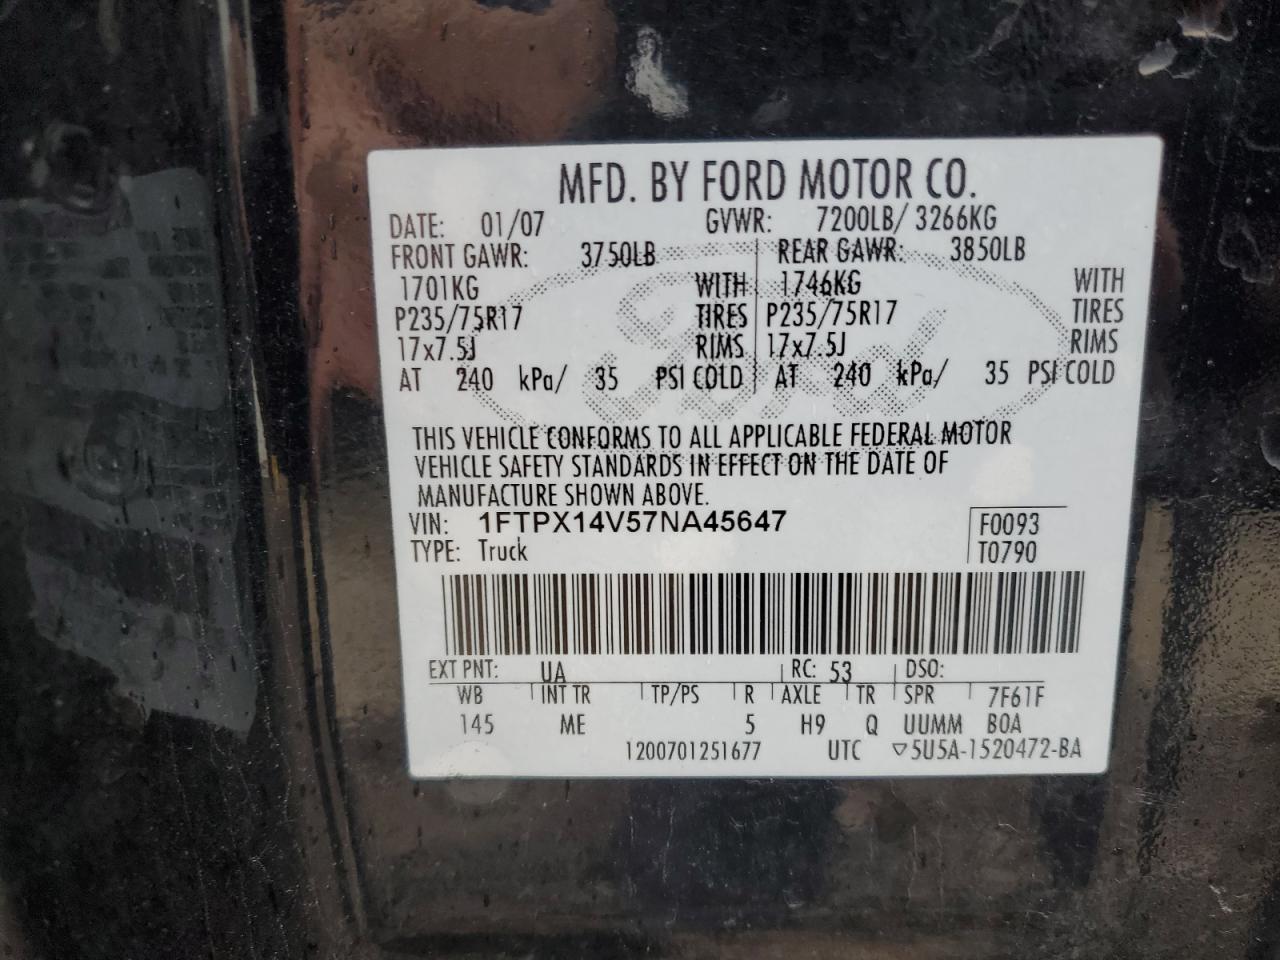 MFD. BY FORD MOTOR CO.
DATE: 01/07 GVWR: 7200LB/ 3266KG
FRONT GAWR: 3750LB REAR GAWR: 3850LB
1701KG WITH 1746KG WITH
P235/75R17 TIRES P235/75R17 TIRES
17x7.5J RIMS 17x7.5J RIMS
AT 240 kPa/ 35 PSI COLD AT 240 kPa/ 35 PSI COLD
Ford
THIS VEHICLE CONFORMS TO ALL APPLICABLE FEDERAL MOTOR
VEHICLE SAFETY STANDARDS IN EFFECT ON THE DATE OF
MANUFACTURE SHOWN ABOVE.
VIN: 1FTPX14V57NA45647 F0093
TYPE: Truck T0790
EXT PNT: UA RC: 53 DSO:
WB INT TR TP/PS R AXLE TR SPR 7F61F
145 ME 5 H9 Q UUMM BOA
1200701251677 UTC ▽5U5A-1520472-BA